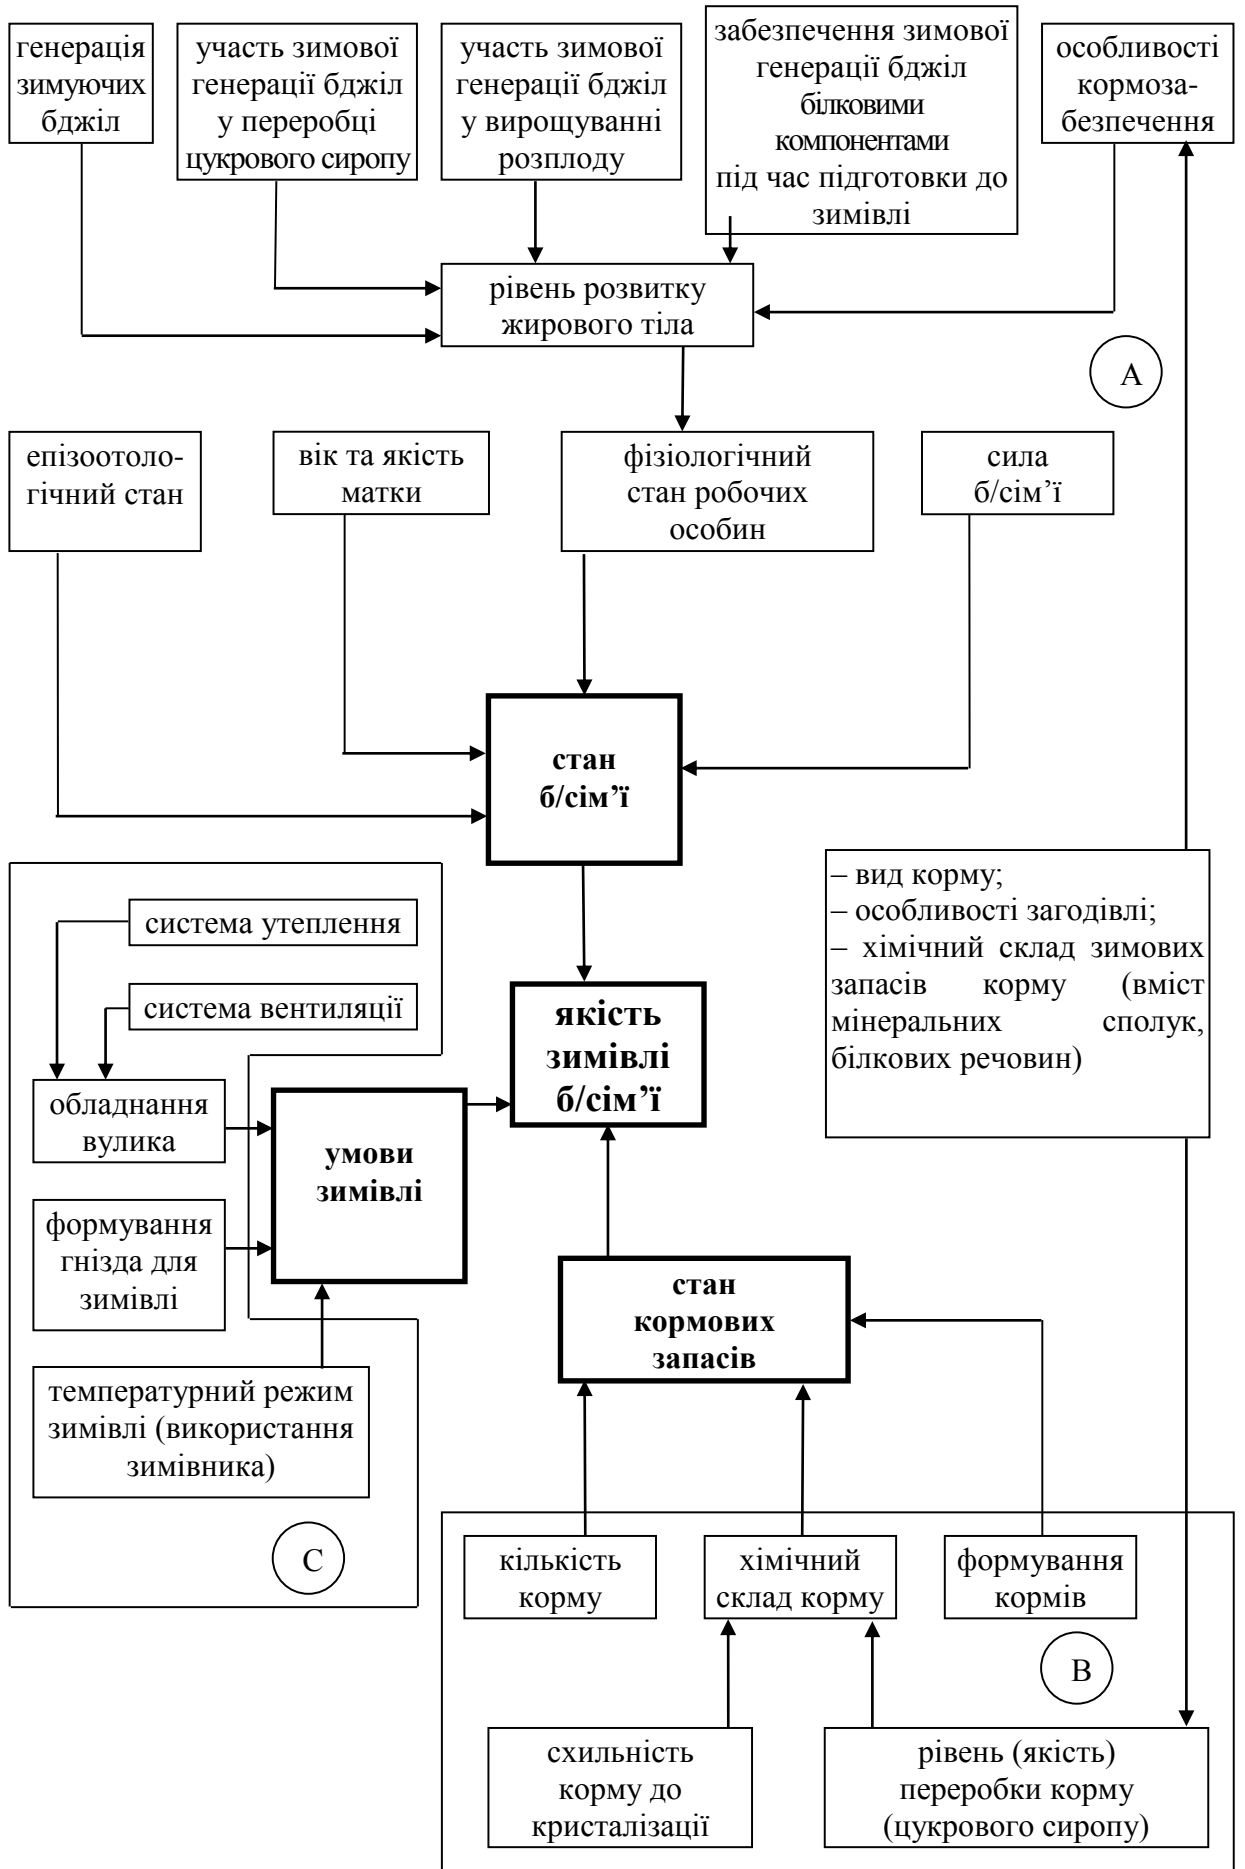 генерація
зимуючих
бджіл
участь зимової
генерації бджіл
у переробці
цукрового сиропу
участь зимової
генерації бджіл
у вирощуванні
розплоду
забезпечення зимової
генерації бджіл
білковими
компонентами
під час підготовки до
зимівлі
особливості
кормоза-
безпечення
рівень розвитку
жирового тіла
А
епізоотоло-
гічний стан
вік та якість
матки
фізіологічний
стан робочих
особин
сила
б/сім’ї
стан
б/сім’ї
– вид корму;
– особливості загодівлі;
– хімічний склад зимових
запасів корму (вміст
мінеральних сполук,
білкових речовин)
система утеплення
система вентиляції
якість
зимівлі
б/сім’ї
обладнання
вулика
умови
зимівлі
формування
гнізда для
зимівлі
стан
кормових
запасів
температурний режим
зимівлі (використання
зимівника)
С
кількість
корму
хімічний
склад корму
формування
кормів
В
схильність
корму до
кристалізації
рівень (якість)
переробки корму
(цукрового сиропу)